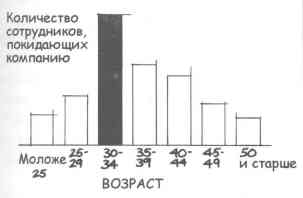 Количество
сотрудников,
покидающих
компанию
Моложе 25
25-29
30-34
35-39
40-44
45-49
50 и старше
ВОЗРАСТ